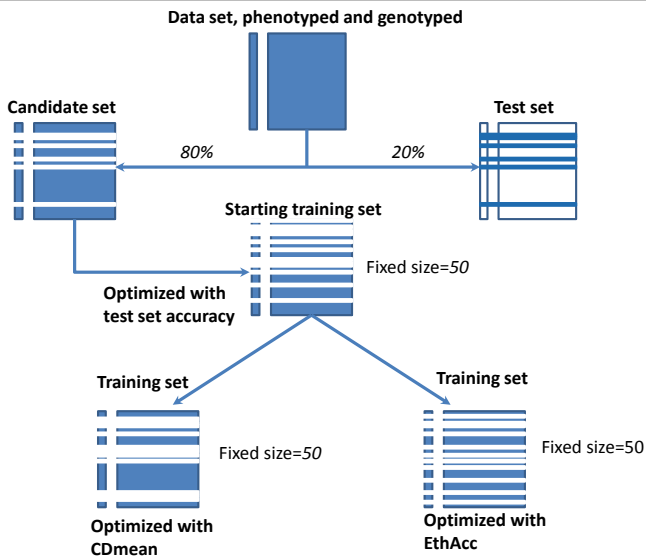 Data set, phenotyped and genotyped
Candidate set
Test set
80%
20%
Starting training set
Fixed size=50
Optimized with
test set accuracy
Training set
Training set
Fixed size=50
Fixed size=50
Optimized with
CDmean
Optimized with
EthAcc